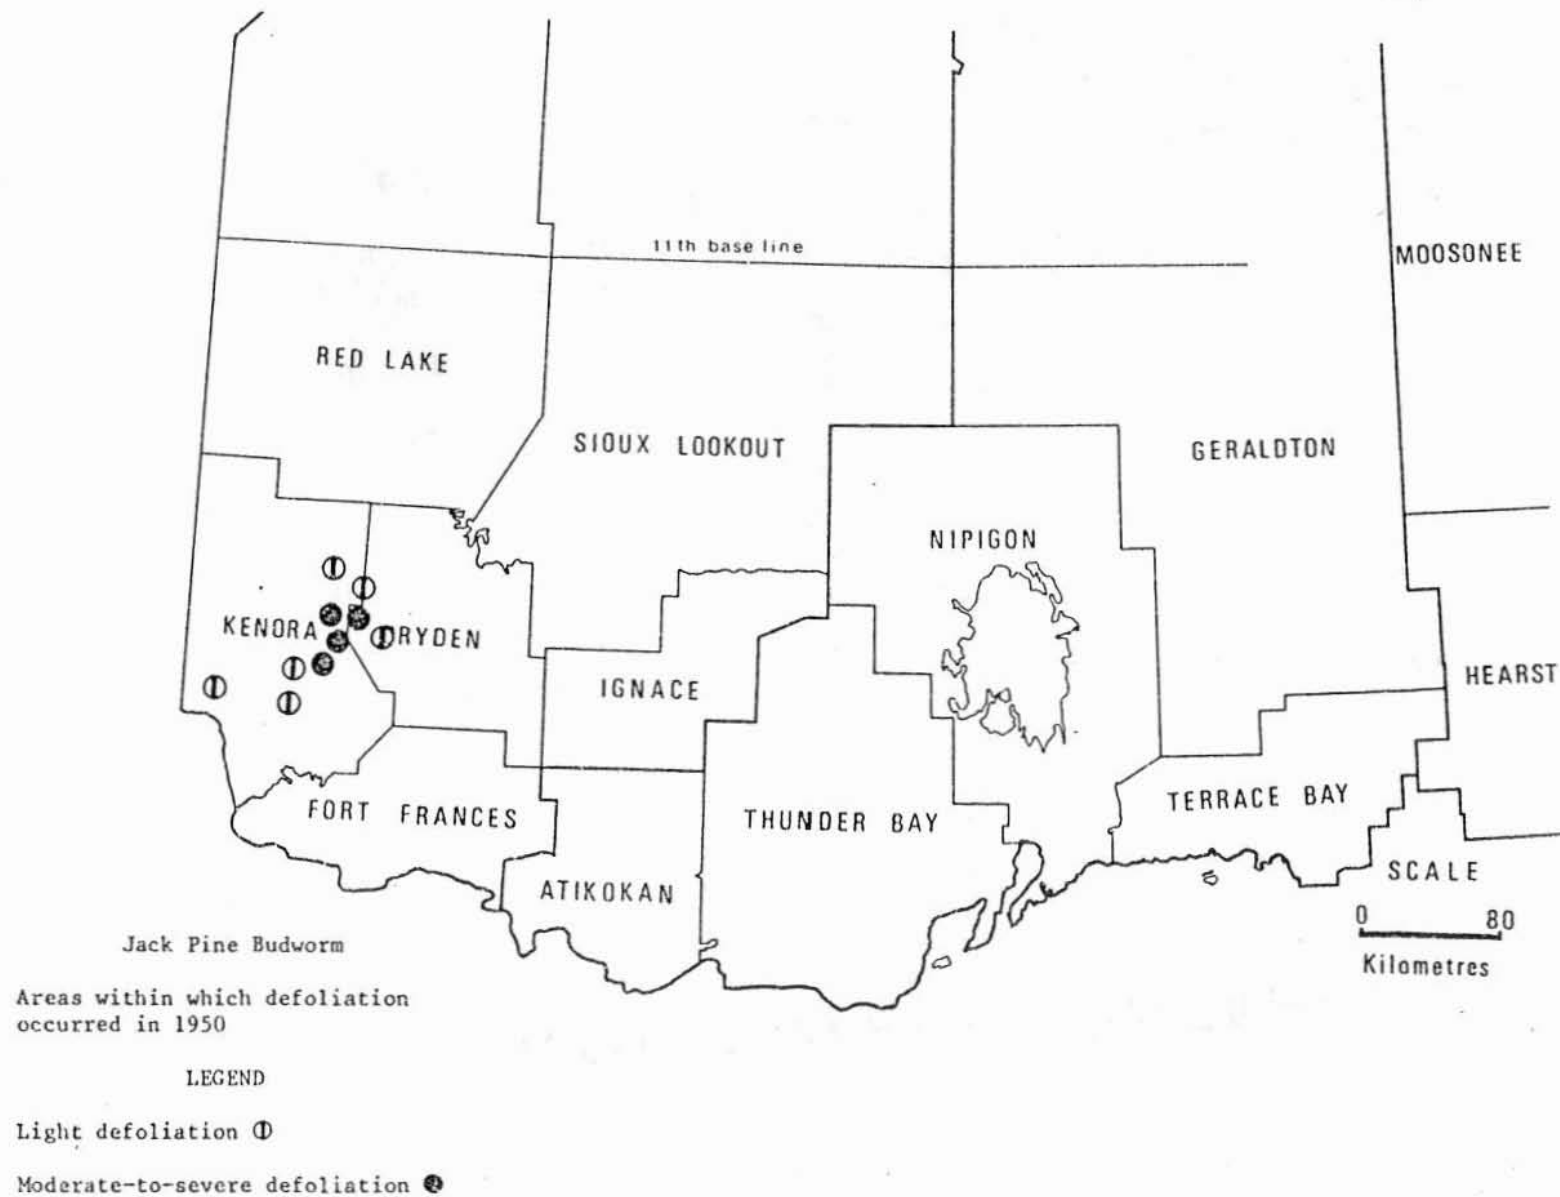 11th base line
MOOSONEE
RED LAKE
SIOUX LOOKOUT
GERALDTON
NIPIGON
KENORA
DRYDEN
IGNACE
HEARST
FORT FRANCES
THUNDER BAY
TERRACE BAY
ATIKOKAN
SCALE
0 80
Kilometres
Jack Pine Budworm
Areas within which defoliation
occurred in 1950
LEGEND
Light defoliation
Moderate-to-severe defoliation